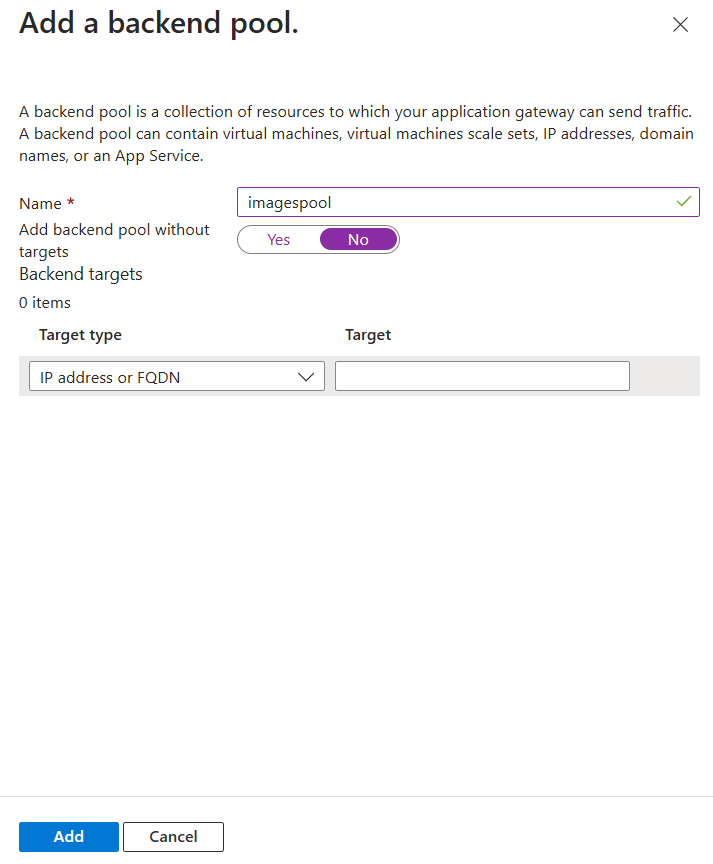 Add a backend pool.
A backend pool is a collection of resources to which your application gateway can send traffic.
A backend pool can contain virtual machines, virtual machines scale sets, IP addresses, domain
names, or an App Service.
Name *
imagespool
Add backend pool without
targets
Yes
No
Backend targets
0 items
Target type
Target
IP address or FQDN
Add
Cancel